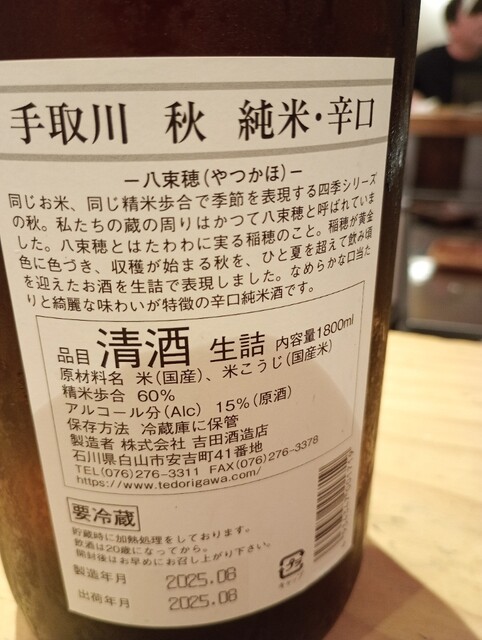 手取川 秋 純米・辛口
ー八束穂(やつかほ)ー
同じお米、同じ精米歩合で季節を表現する四季シリーズ
の秋。私たちの蔵の周りはかつて八束穂と呼ばれていま
した。八束穂とはたわわに実る稲穂のこと。稲穂が黄金
色に色づき、収穫が始まる秋を、ひと夏を超えて飲み頃
を迎えたお酒を生詰で表現しました。なめらかな口当た
りと綺麗な味わいが特徴の辛口純米酒です。
品目 清酒 生詰 内容量1800ml
原材料名 米(国産)、米こうじ(国産米)
精米歩合 60%
アルコール分(Alc) 15%(原酒)
保存方法 冷蔵庫に保管
製造者 株式会社 吉田酒造店
石川県白山市安吉町41番地
TEL(076)276-3311 FAX(076)276-3378
https://www.tedorigawa.com/
要冷蔵
貯蔵時に加熱処理をしております。
飲酒は20歳になってから。
開封後はお早めにお召し上がり下さい。
製造年月 2025.08
出荷年月 2025.08